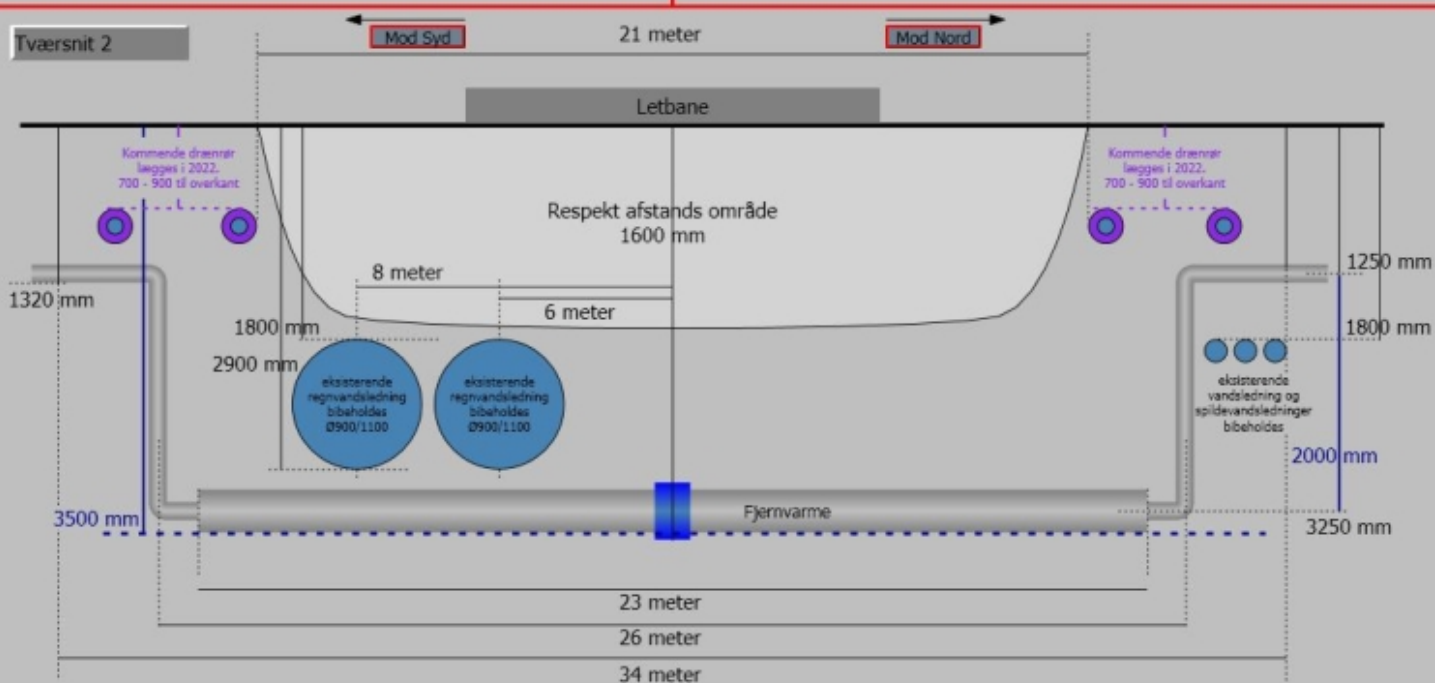 Tværsnit 2
Mod Syd
21 meter
Mod Nord
Letbane
Kommende drænrør
lægges i 2022.
700 - 900 til overkant
Kommende drænrør
lægges i 2022.
700 - 900 til overkant
Respekt afstands område
1600 mm
8 meter
6 meter
1320 mm
1250 mm
1800 mm
2900 mm
1800 mm
eksisterende
regnvandsledning
bibeholdes
Ø900/1100
eksisterende
regnvandsledning
bibeholdes
Ø900/1100
eksisterende
vandsledning og
spildevandsledninger
bibeholdes
2000 mm
3500 mm
Fjernvarme
3250 mm
23 meter
26 meter
34 meter